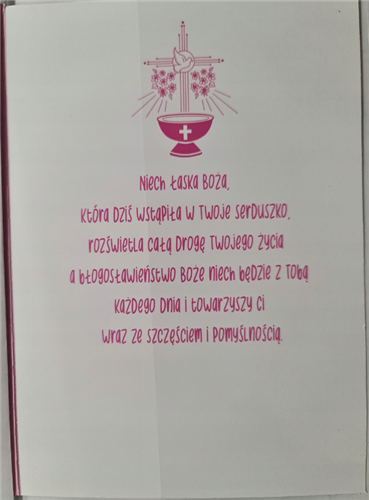 Niech Łaska Boża,
która dziś wstąpiła w Twoje serduszko,
rozświetla całą drogę Twojego życia
a błogosławieństwo Boże niech będzie z Tobą
każdego dnia i towarzyszy ci
wraz ze szczęściem i pomyślnością.